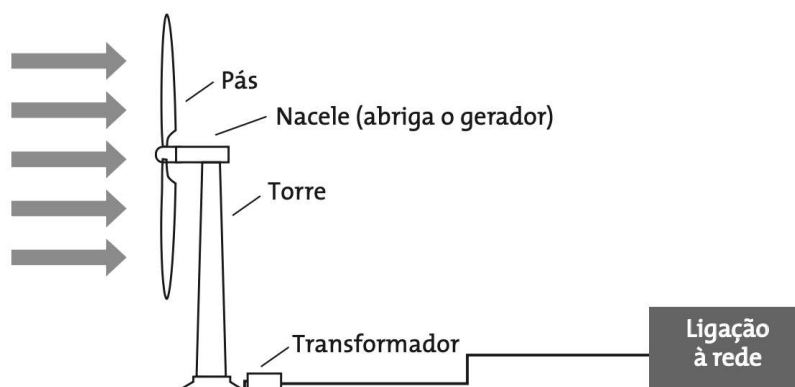 Pás
Nacele (abriga o gerador)
Torre
Transformador
Ligação
à rede